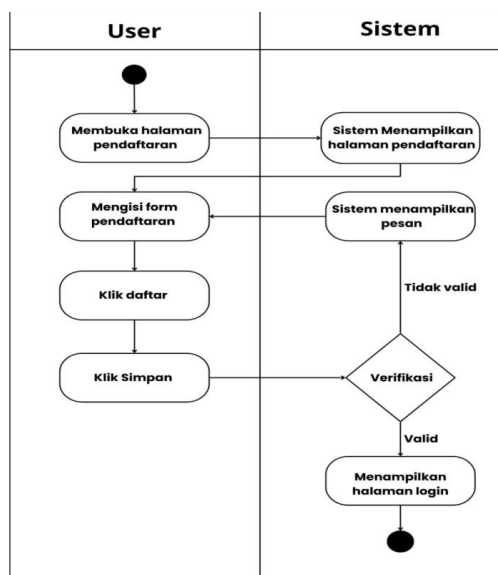 User
Sistem
Membuka halaman
pendaftaran
Sistem Menampilkan
halaman pendaftaran
Mengisi form
pendaftaran
Sistem menampilkan
pesan
Klik daftar
Tidak valid
Klik Simpan
Verifikasi
Valid
Menampilkan
halaman login